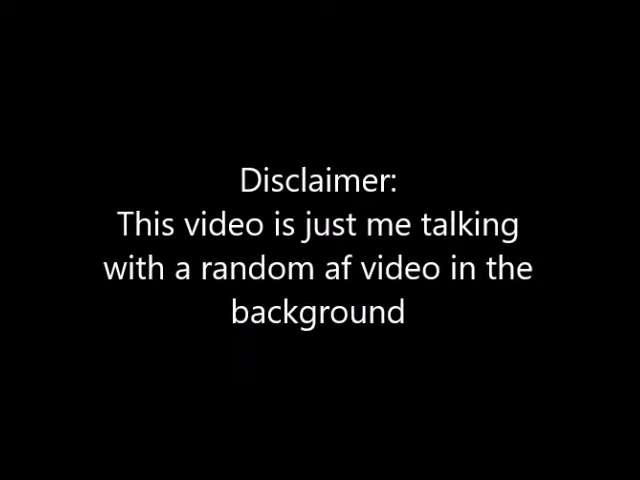 Disclaimer:
This video is just me talking
with a random af video in the
background